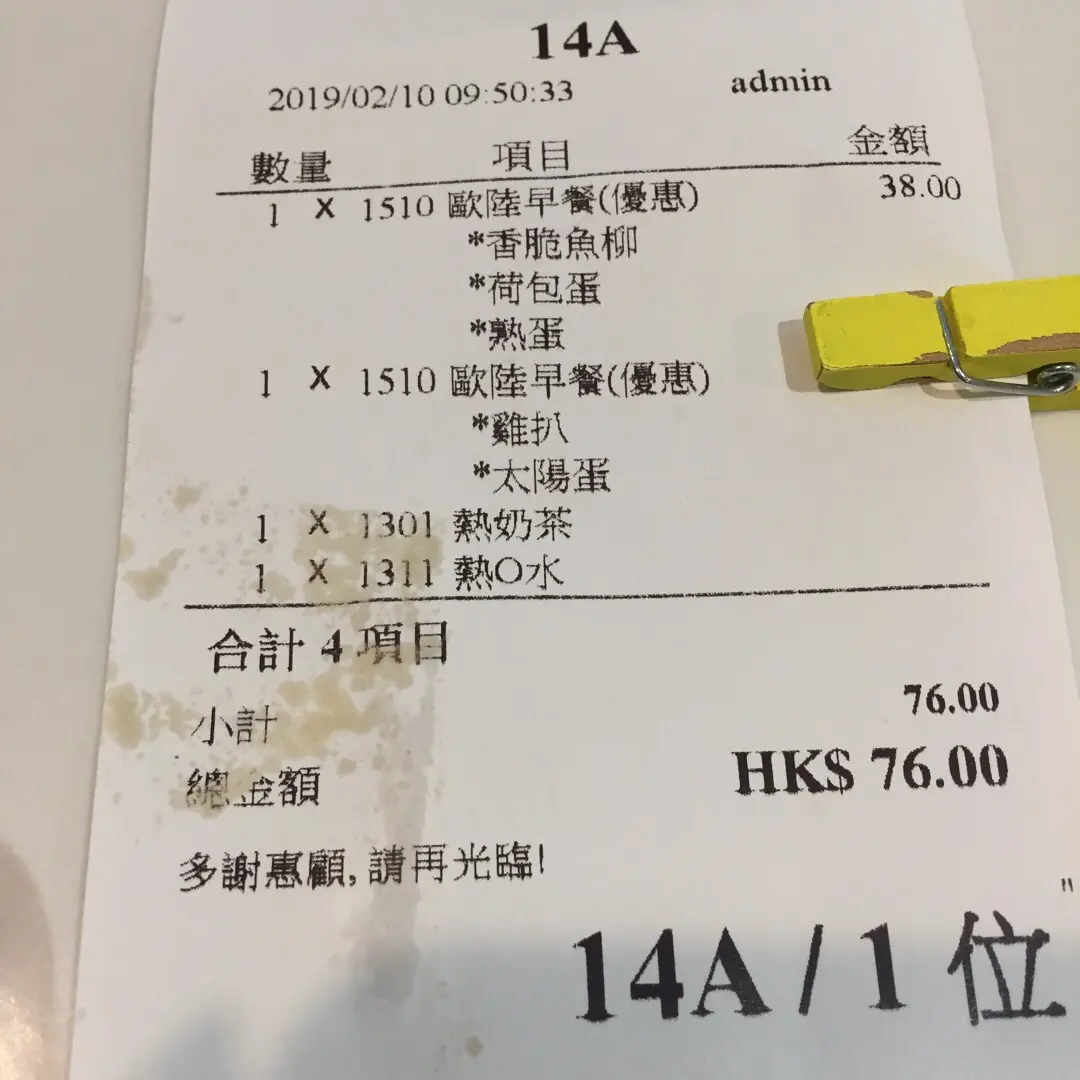 14A
2019/02/10 09:50:33 admin
數量 項目 金額
1 X 1510 歐陸早餐(優惠) 38.00
*香脆魚柳
*荷包蛋
*熟蛋
1 X 1510 歐陸早餐(優惠)
*雞扒
*太陽蛋
1 X 1301 熱奶茶
1 X 1311 熱O水
合計 4 項目
小計 76.00
總金額 HK$ 76.00
多謝惠顧,請再光臨!
"
14A / 1 位